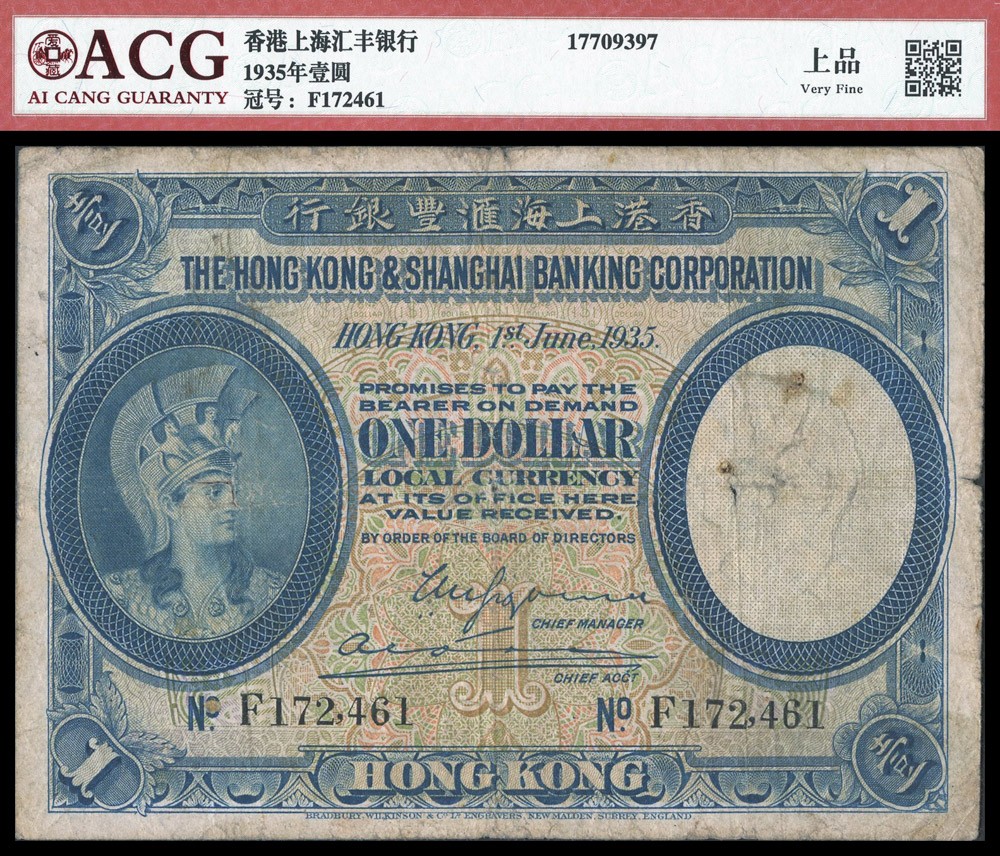 ACG
AI CANG GUARANTY
香港上海汇丰银行
1935年壹圆
冠号：F172461
17709397
上品
Very Fine
行銀豐滙海上港香
1
THE HONG KONG & SHANGHAI BANKING CORPORATION
HONG KONG, 1st June, 1935.
PROMISES TO PAY THE
BEARER ON DEMAND
ONE DOLLAR
LOCAL CURRENCY
AT ITS OFFICE HERE
VALUE RECEIVED.
BY ORDER OF THE BOARD OF DIRECTORS
CHIEF MANAGER
CHIEF ACCT
No. F172,461
No. F172,461
1
HONG KONG
BRADBURY, WILKINSON & Co. Ld. ENGRAVERS, NEW MALDEN, SURREY, ENGLAND